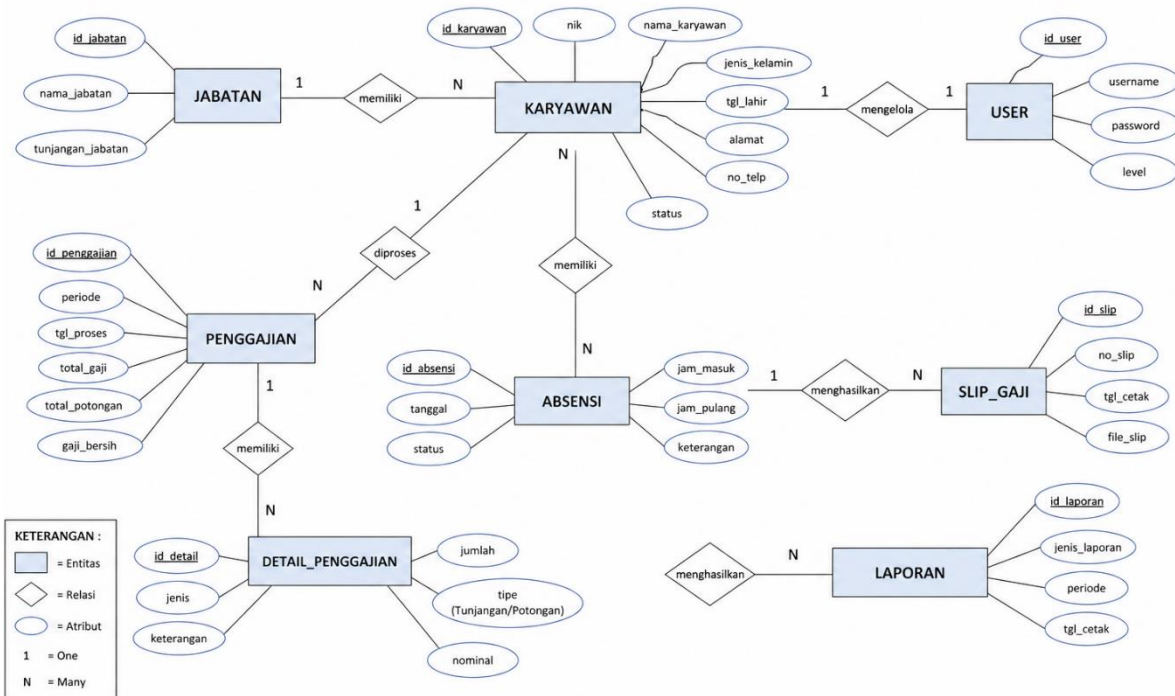 id_jabatan
nama_jabatan
tunjangan_jabatan
JABATAN
1
memiliki
N
id_karyawan
nik
nama_karyawan
jenis_kelamin
tgl_lahir
alamat
no_telp
status
KARYAWAN
1
mengelola
1
id_user
username
password
level
USER
1
diproses
N
N
memiliki
N
id_penggajian
periode
tgl_proses
total_gaji
total_potongan
gaji_bersih
PENGGAJIAN
1
memiliki
N
id_absensi
tanggal
status
ABSENSI
jam_masuk
jam_pulang
keterangan
1
menghasilkan
N
id_slip
no_slip
tgl_cetak
file_slip
SLIP_GAJI
id_detail
jenis
keterangan
DETAIL_PENGGAJIAN
jumlah
tipe
(Tunjangan/Potongan)
nominal
menghasilkan
N
LAPORAN
id_laporan
jenis_laporan
periode
tgl_cetak
KETERANGAN :
= Entitas
= Relasi
= Atribut
1 = One
N = Many